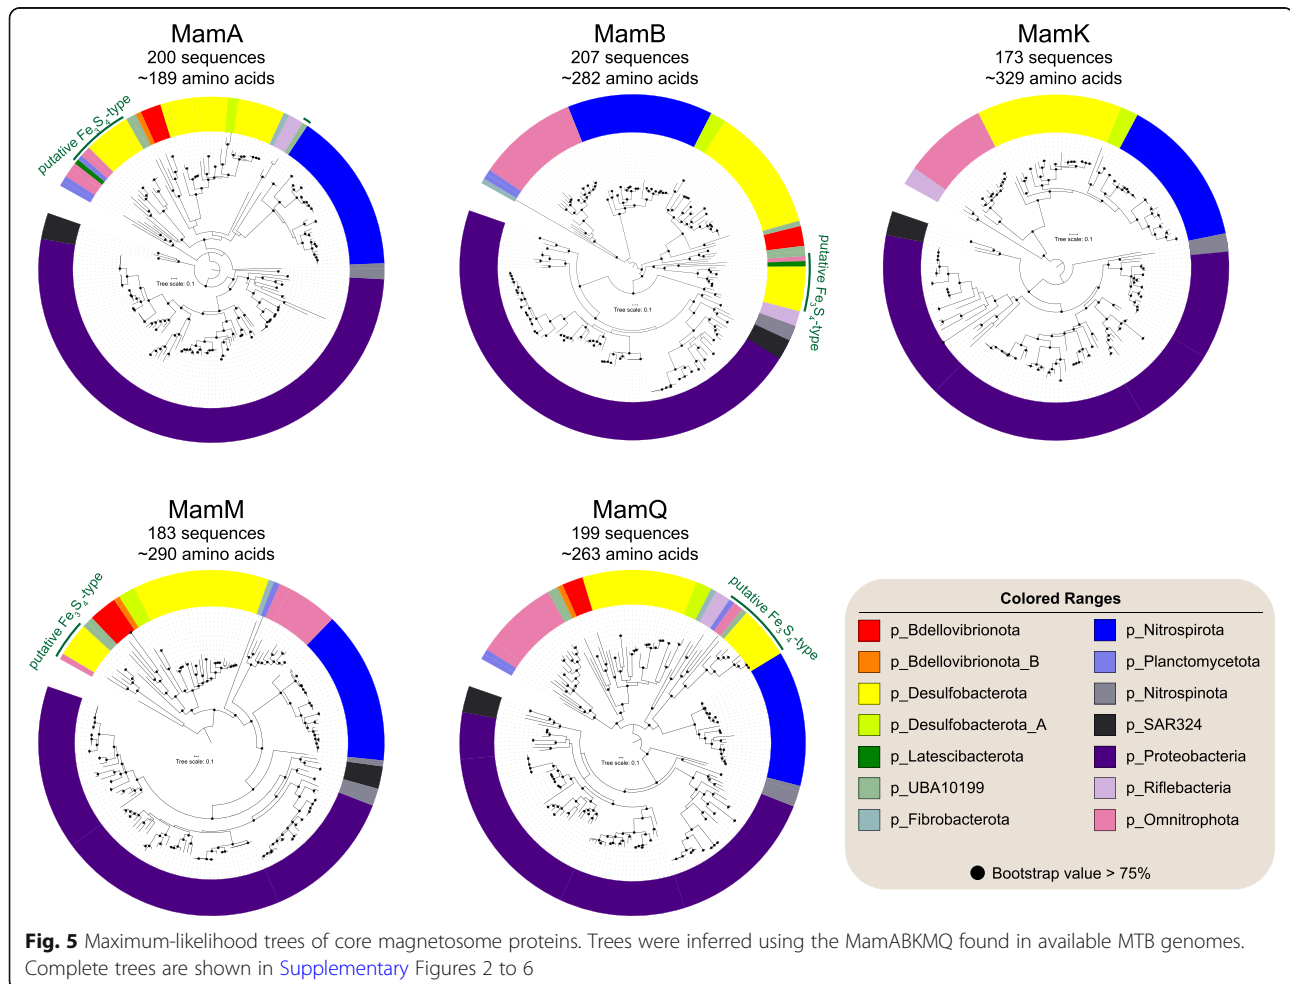 MamA
200 sequences
~189 amino acids
putative Fe3S4-type
Tree scale: 0.1
MamB
207 sequences
~282 amino acids
putative Fe3S4-type
Tree scale: 0.1
MamK
173 sequences
~329 amino acids
Tree scale: 0.1
MamM
183 sequences
~290 amino acids
putative Fe3S4-type
Tree scale: 0.1
MamQ
199 sequences
~263 amino acids
putative Fe3S4-type
Tree scale: 0.1
Colored Ranges
p_Bdellovibrionota
p_Bdellovibrionota_B
p_Desulfobacterota
p_Desulfobacterota_A
p_Latescibacterota
p_UBA10199
p_Fibrobacterota
p_Nitrospirota
p_Planctomycetota
p_Nitrospinota
p_SAR324
p_Proteobacteria
p_Riflebacteria
p_Omnitrophota
Bootstrap value > 75%
Fig. 5 Maximum-likelihood trees of core magnetosome proteins. Trees were inferred using the MamABKMQ found in available MTB genomes.
Complete trees are shown in Supplementary Figures 2 to 6